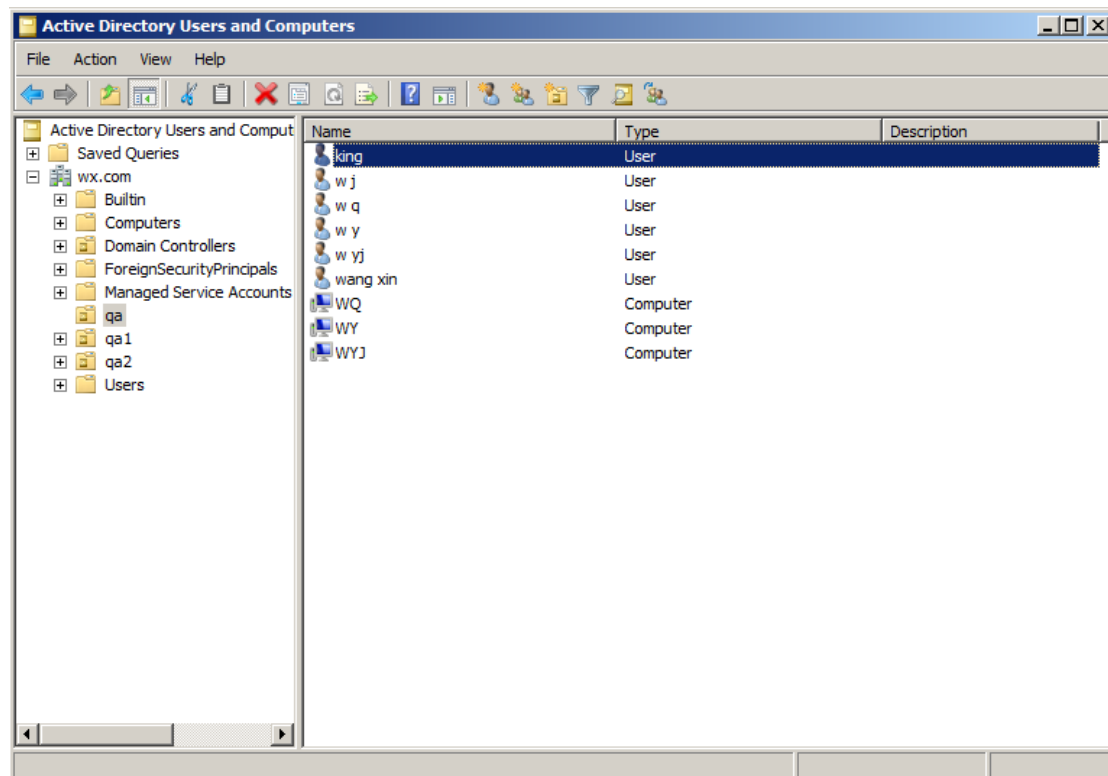 Active Directory Users and Computers
File Action View Help
Active Directory Users and Comput
Saved Queries
wx.com
Builtin
Computers
Domain Controllers
ForeignSecurityPrincipals
Managed Service Accounts
qa
qa1
qa2
Users
Name Type Description
king User
w j User
w q User
w y User
w yj User
wang xin User
WQ Computer
WY Computer
WYJ Computer